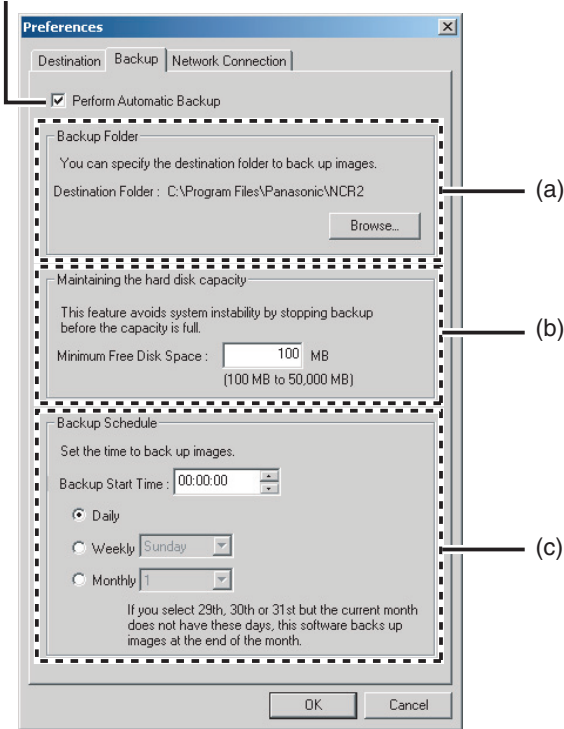 Preferences
Destination Backup Network Connection
Perform Automatic Backup
Backup Folder
You can specify the destination folder to back up images.
Destination Folder : C:\Program Files\Panasonic\NCR2
(a)
Browse...
Maintaining the hard disk capacity
This feature avoids system instability by stopping backup
before the capacity is full.
(b)
Minimum Free Disk Space : 100 MB
(100 MB to 50,000 MB)
Backup Schedule
Set the time to back up images.
Backup Start Time : 00:00:00
Daily
Weekly Sunday
(c)
Monthly 1
If you select 29th, 30th or 31st but the current month
does not have these days, this software backs up
images at the end of the month.
OK Cancel